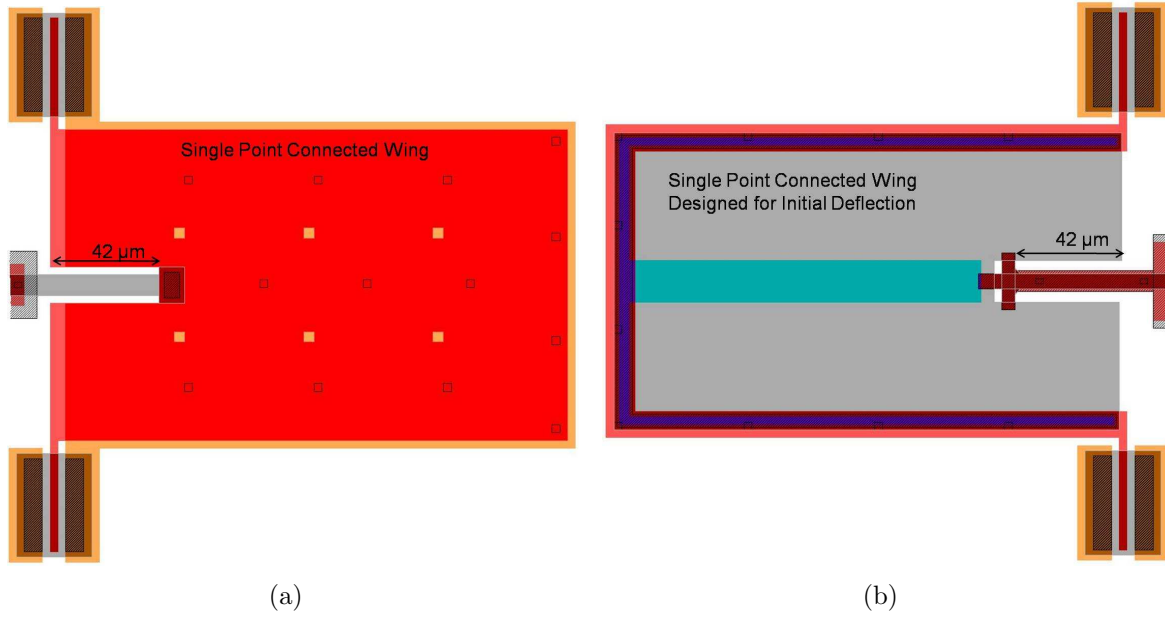 Single Point Connected Wing
42 µm
Single Point Connected Wing
Designed for Initial Deflection
42 µm
(a)
(b)